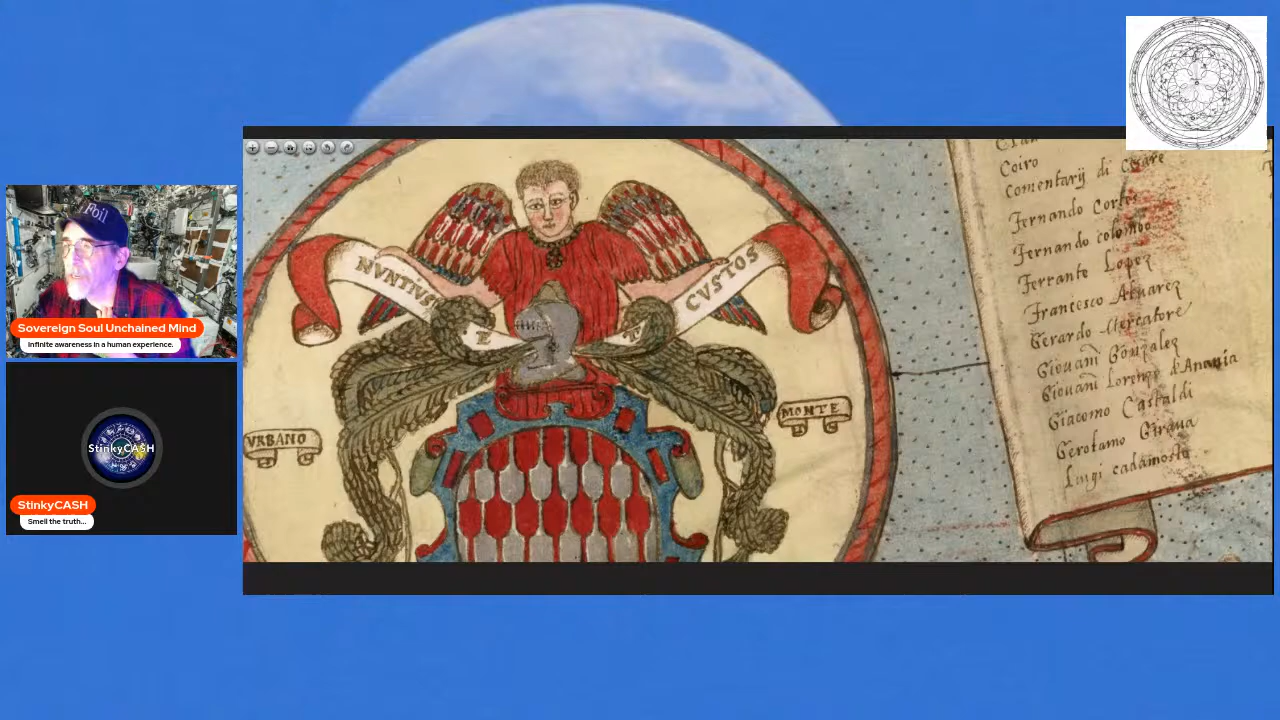 Foil
Sovereign Soul Unchained Mind
Infinite awareness in a human experience.
StinkyCASH
StinkyCASH
Smell the truth...
NVNTIVS
E
CVSTOS
VRBANO
MONTE
Coiro
Comentarij di Cesare
Fernando Cortes
Fernando colombo
Ferrante Lopez
Francesco Alvarez
Gerardo Mercatore
Giovañi Gonzalez
Giovañi Lorenzo d'Anania
Giacomo Castaldi
Gerolamo Girava
Luigi cadamosto